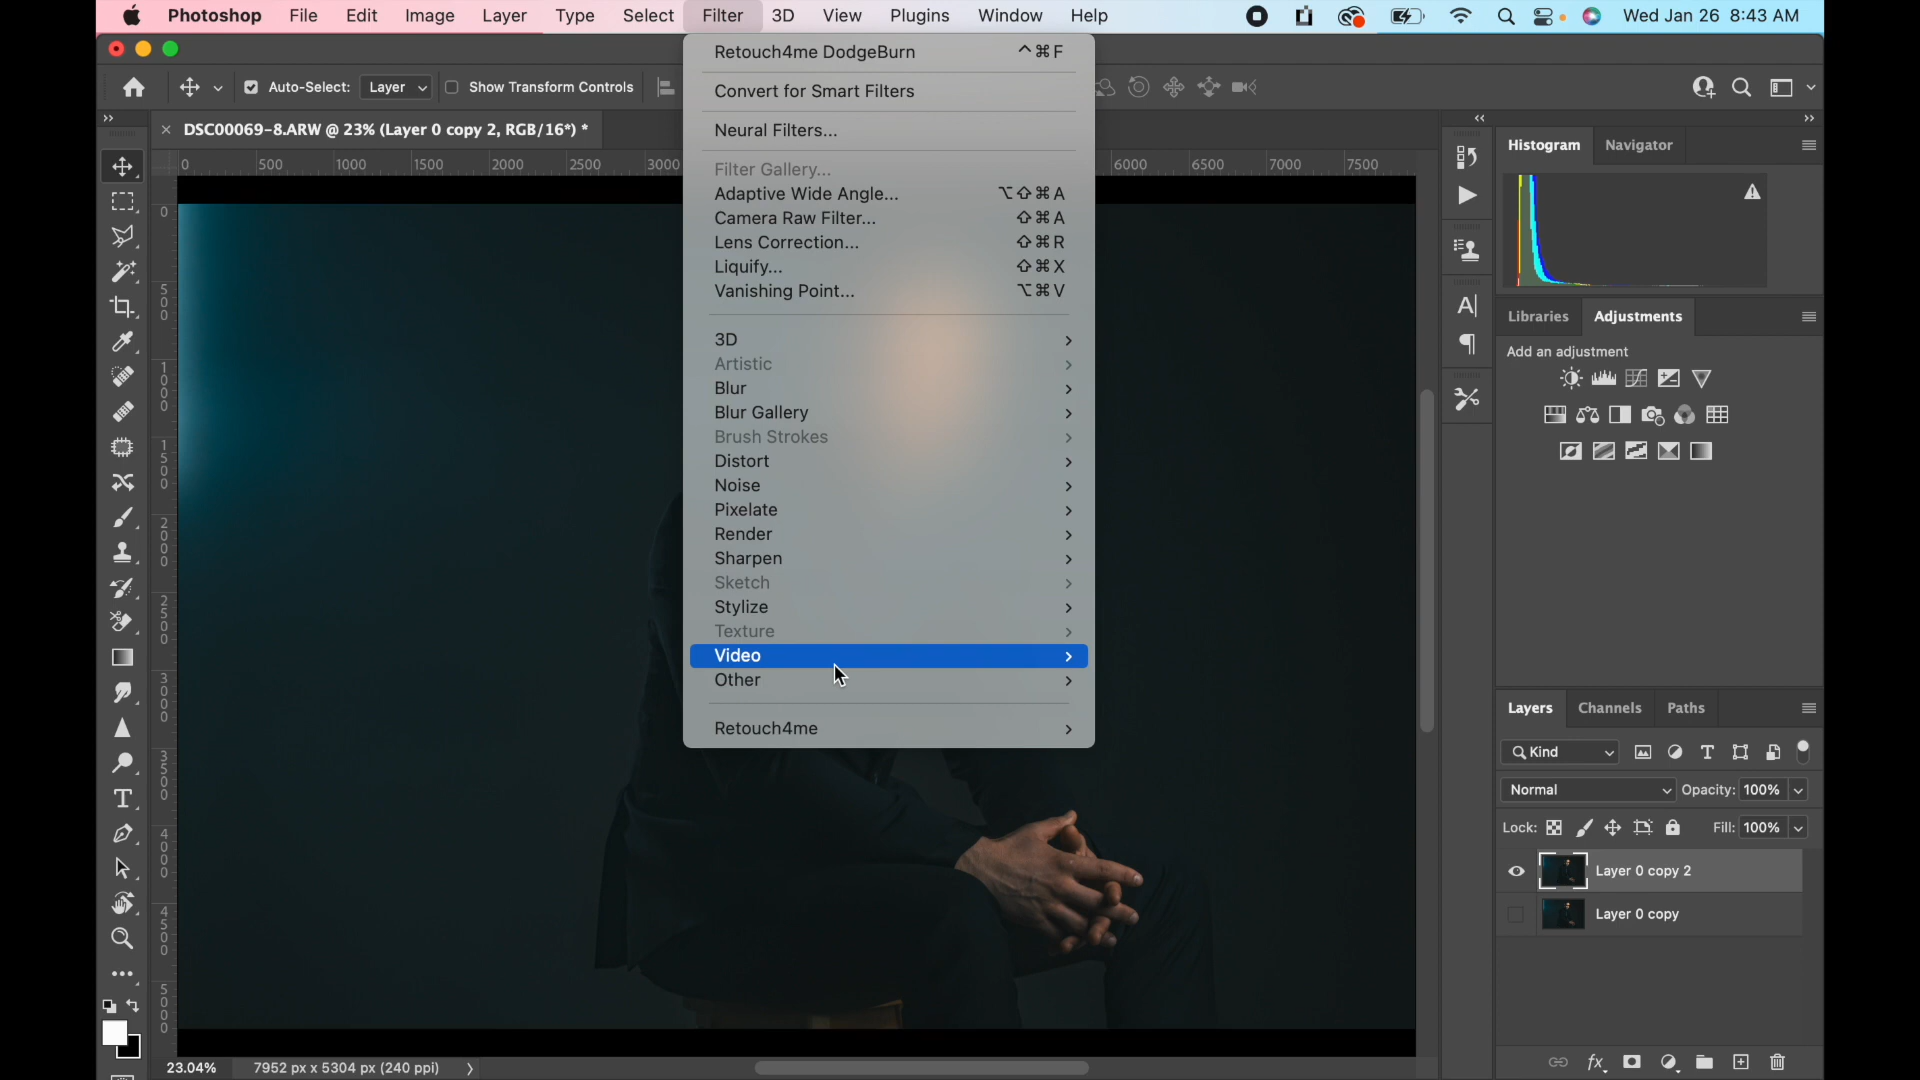 Photoshop File Edit Image Layer Type Select Filter 3D View Plugins Window Help Wed Jan 26 8:43 AM
Auto-Select: Layer Show Transform Controls
DSC00069-8.ARW @ 23% (Layer 0 copy 2, RGB/16*) *
0 500 1000 1500 2000 2500 3000 6000 6500 7000 7500
0
500
1000
1500
2000
2500
3000
3500
4000
4500
5000
Retouch4me DodgeBurn ^⌘F
Convert for Smart Filters
Neural Filters...
Filter Gallery...
Adaptive Wide Angle... ⌥⇧⌘A
Camera Raw Filter... ⇧⌘A
Lens Correction... ⇧⌘R
Liquify... ⇧⌘X
Vanishing Point... ⌥⌘V
3D
Artistic
Blur
Blur Gallery
Brush Strokes
Distort
Noise
Pixelate
Render
Sharpen
Sketch
Stylize
Texture
Video
Other
Retouch4me
Histogram Navigator
Libraries Adjustments
Add an adjustment
Layers Channels Paths
Kind
Normal Opacity: 100%
Lock: Fill: 100%
Layer 0 copy 2
Layer 0 copy
23.04% 7952 px x 5304 px (240 ppi)